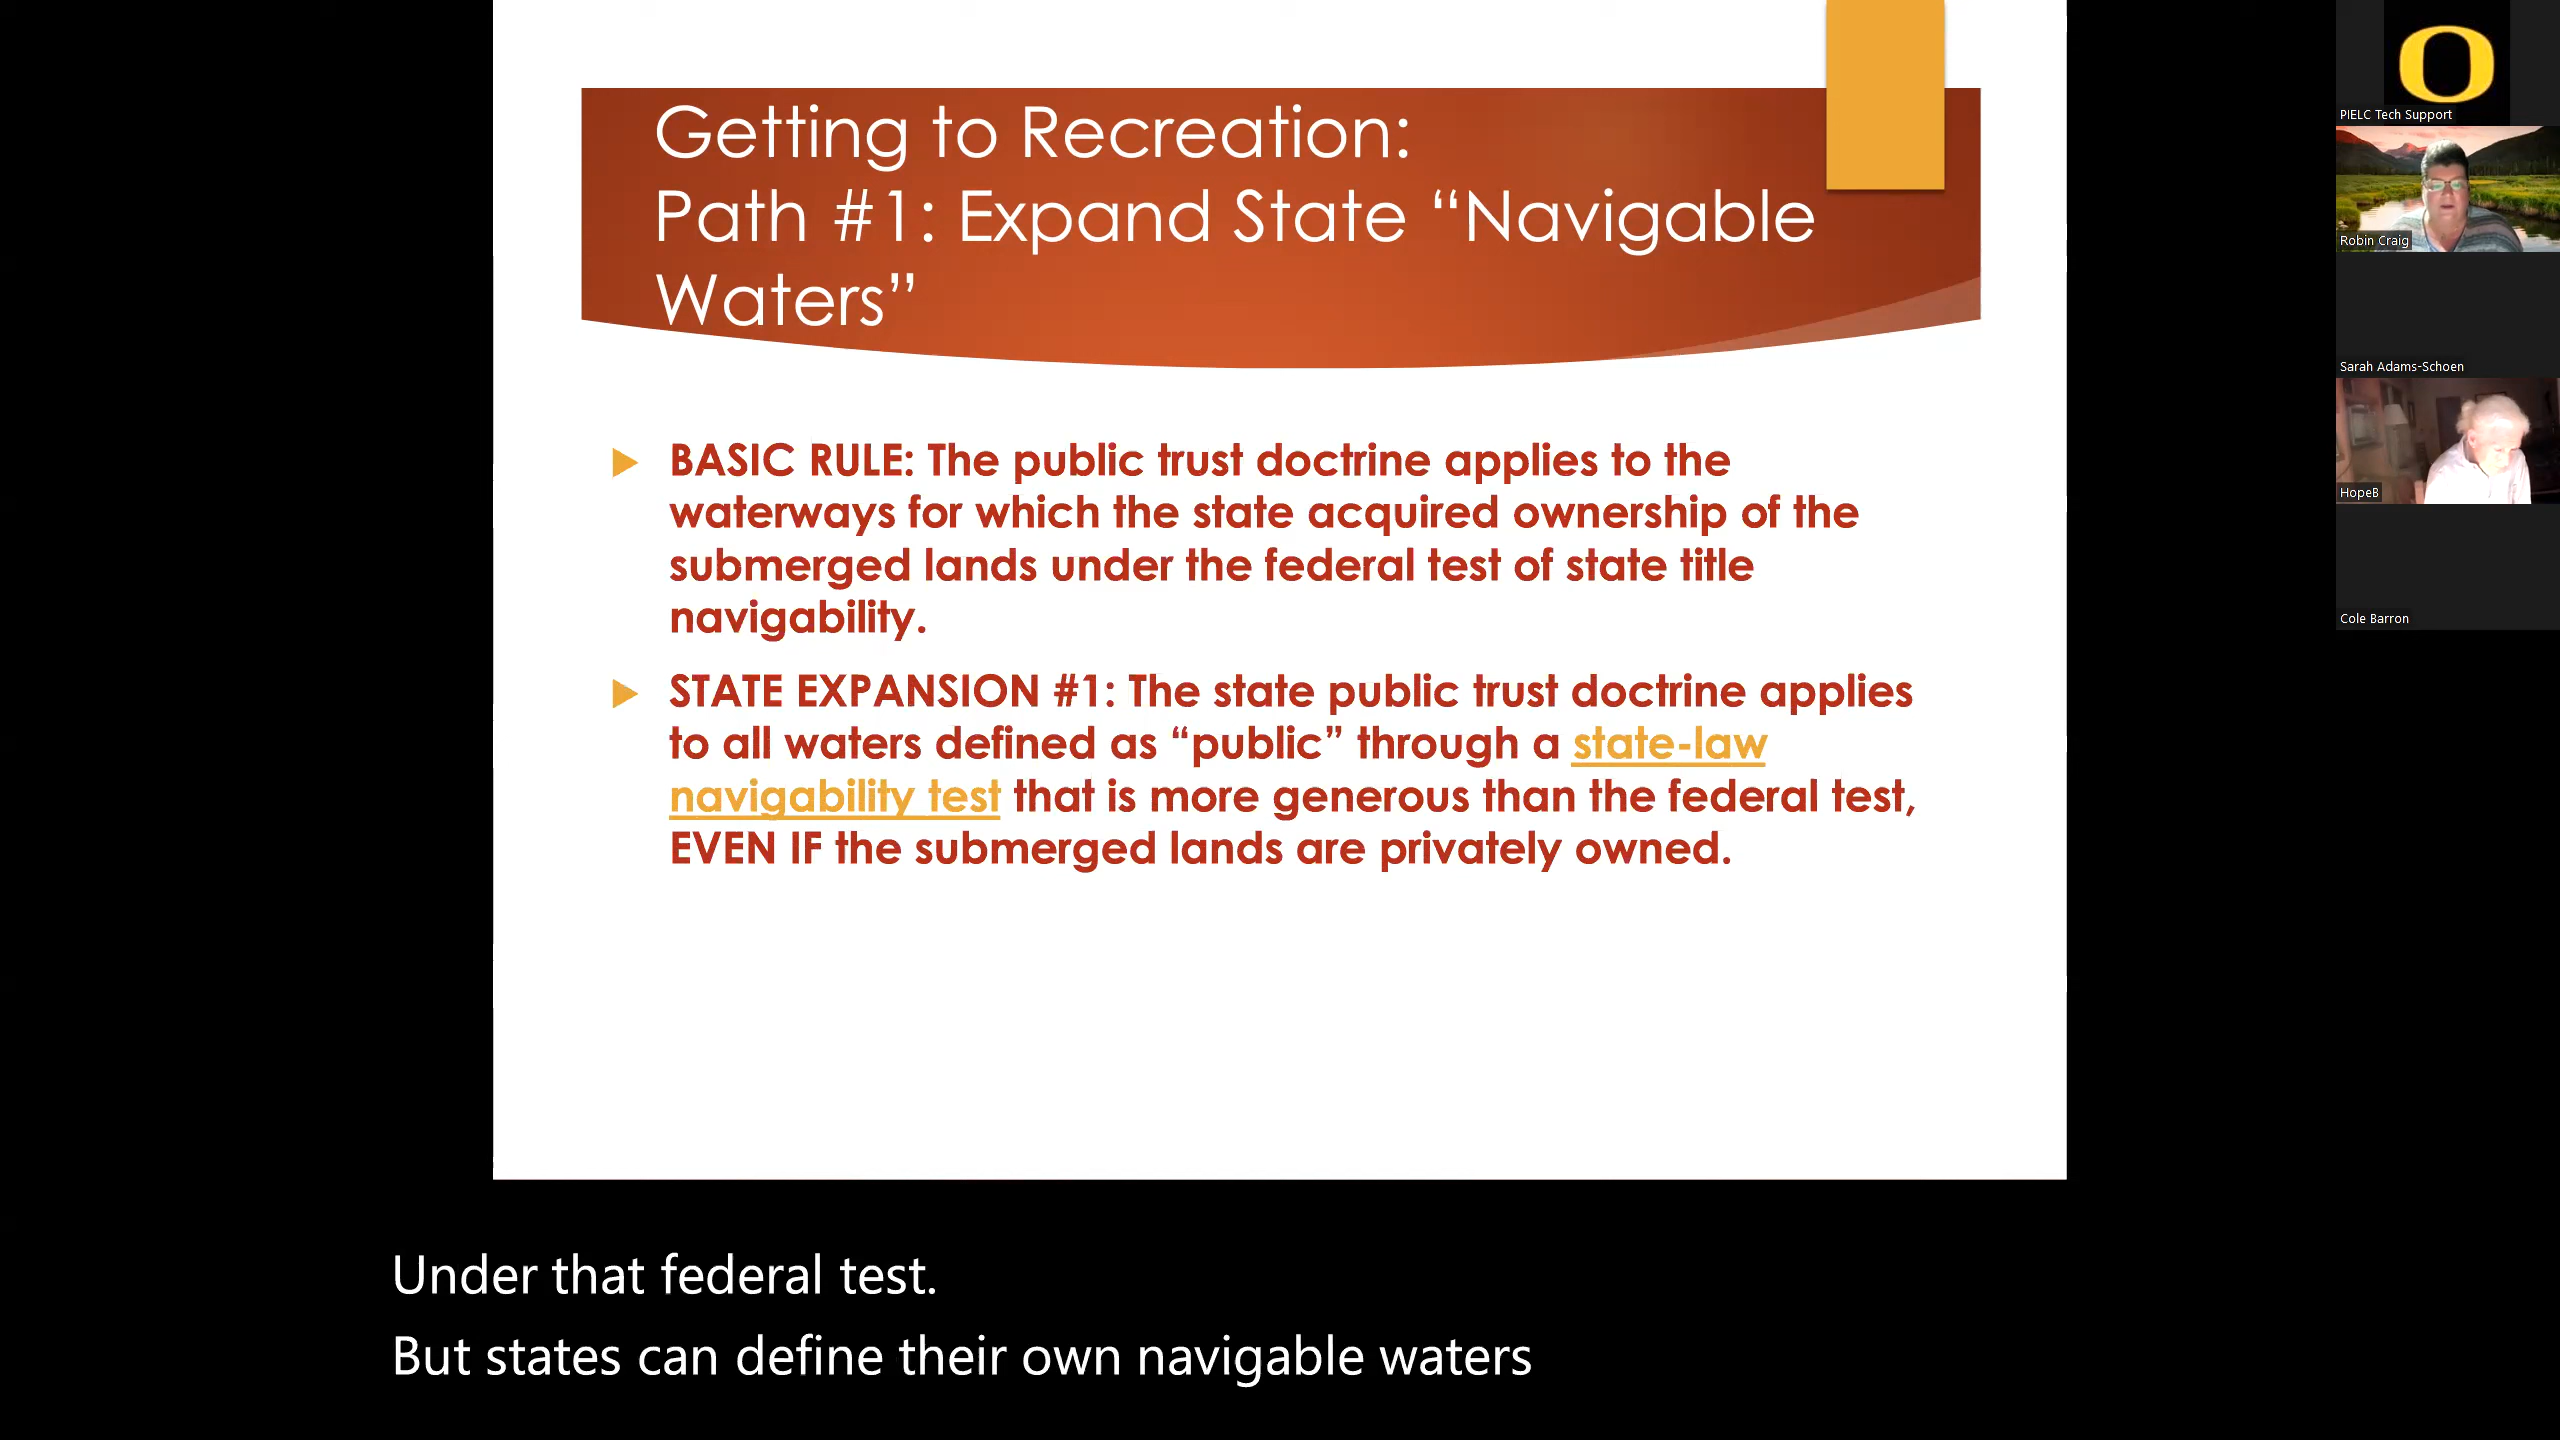 Getting to Recreation:
Path #1: Expand State “Navigable
Waters”
BASIC RULE: The public trust doctrine applies to the
waterways for which the state acquired ownership of the
submerged lands under the federal test of state title
navigability.
STATE EXPANSION #1: The state public trust doctrine applies
to all waters defined as “public” through a state-law
navigability test that is more generous than the federal test,
EVEN IF the submerged lands are privately owned.
Under that federal test.
But states can define their own navigable waters
O
PIELC Tech Support
Robin Craig
Sarah Adams-Schoen
HopeB
Cole Barron